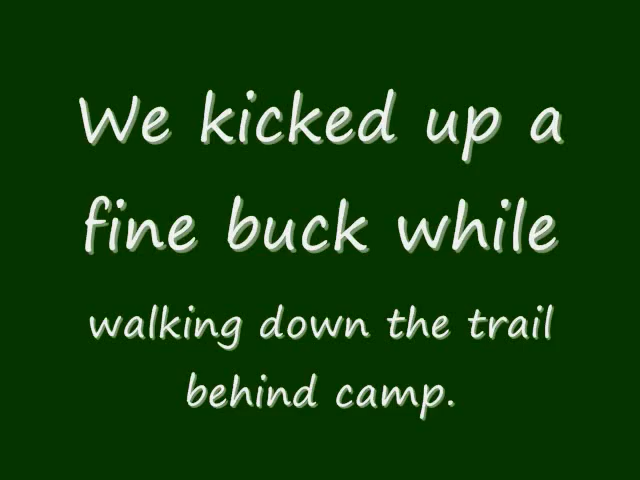 We kicked up a
fine buck while
walking down the trail
behind camp.